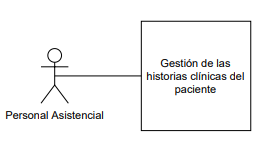 Gestión de las
historias clínicas del
paciente
Personal Asistencial